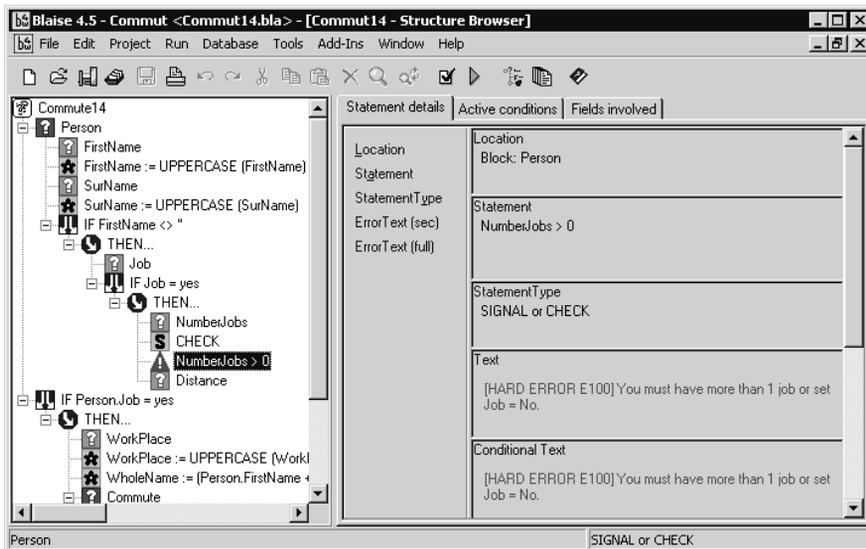 Blaise 4.5 - Commut <Commut14.bla> - [Commut14 - Structure Browser]
File Edit Project Run Database Tools Add-Ins Window Help
Commute14
Person
FirstName
FirstName := UPPERCASE (FirstName)
SurName
SurName := UPPERCASE (SurName)
IF FirstName <> ''
THEN...
Job
IF Job = yes
THEN...
NumberJobs
S CHECK
NumberJobs > 0
Distance
IF Person.Job = yes
THEN...
WorkPlace
WorkPlace := UPPERCASE (Workl
WholeName := (Person.FirstName +
Commute
Statement details Active conditions Fields involved
Location
Statement
StatementType
ErrorText (sec)
ErrorText (full)
Location
Block: Person
Statement
NumberJobs > 0
StatementType
SIGNAL or CHECK
Text
[HARD ERROR E100] You must have more than 1 job or set
Job = No.
Conditional Text
[HARD ERROR E100] You must have more than 1 job or set
Job = No.
Person SIGNAL or CHECK